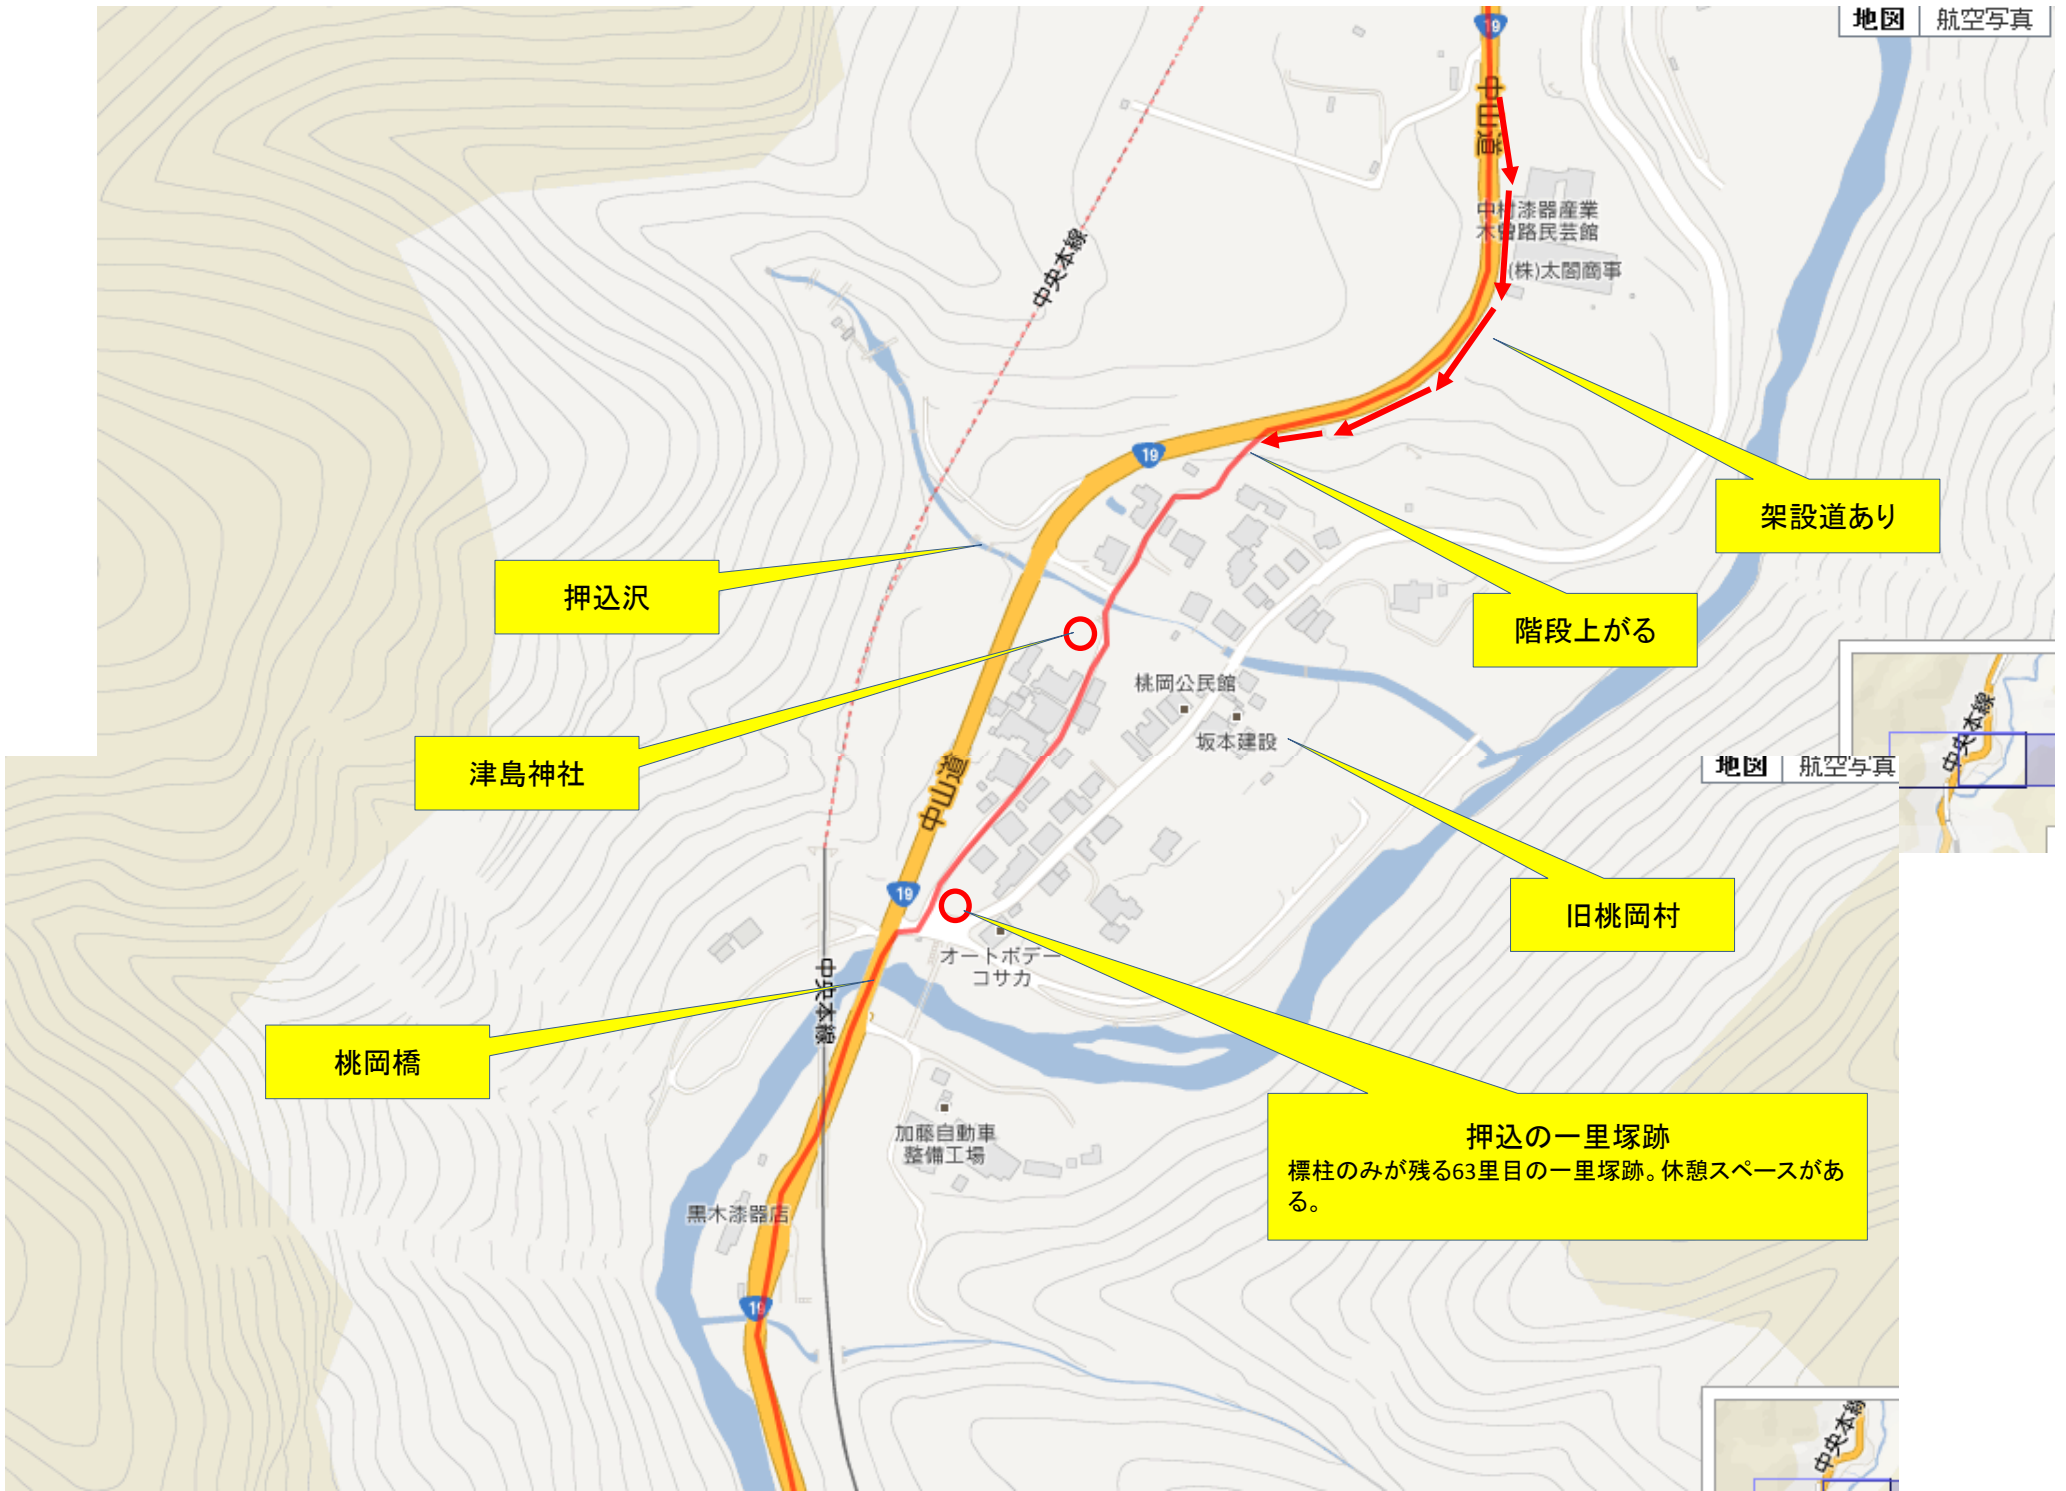 地図 航空写真
19
中山道
中村漆器産業
木曽路民芸館
(株)太閤商事
中央本線
19
架設道あり
押込沢
階段上がる
桃岡公民館
坂本建設
中央本線
津島神社
地図 航空写真
中山道
19
旧桃岡村
オートボデー
コサカ
中央本線
桃岡橋
加藤自動車
整備工場
押込の一里塚跡
標柱のみが残る63里目の一里塚跡。休憩スペースがあ
る。
黒木漆器店
19
中央本線